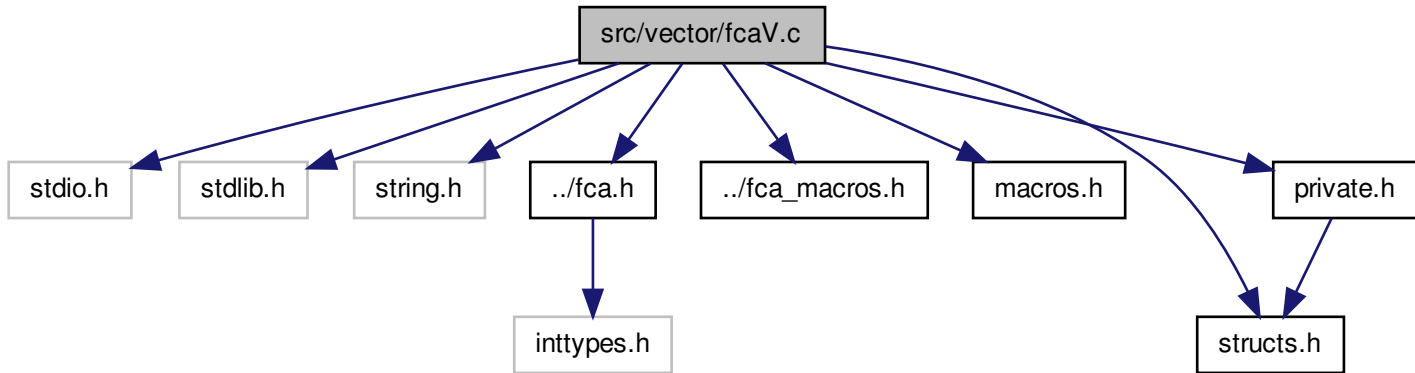 src/vector/fcaV.c
stdio.h
stdlib.h
string.h
../fca.h
../fca_macros.h
macros.h
private.h
inttypes.h
structs.h